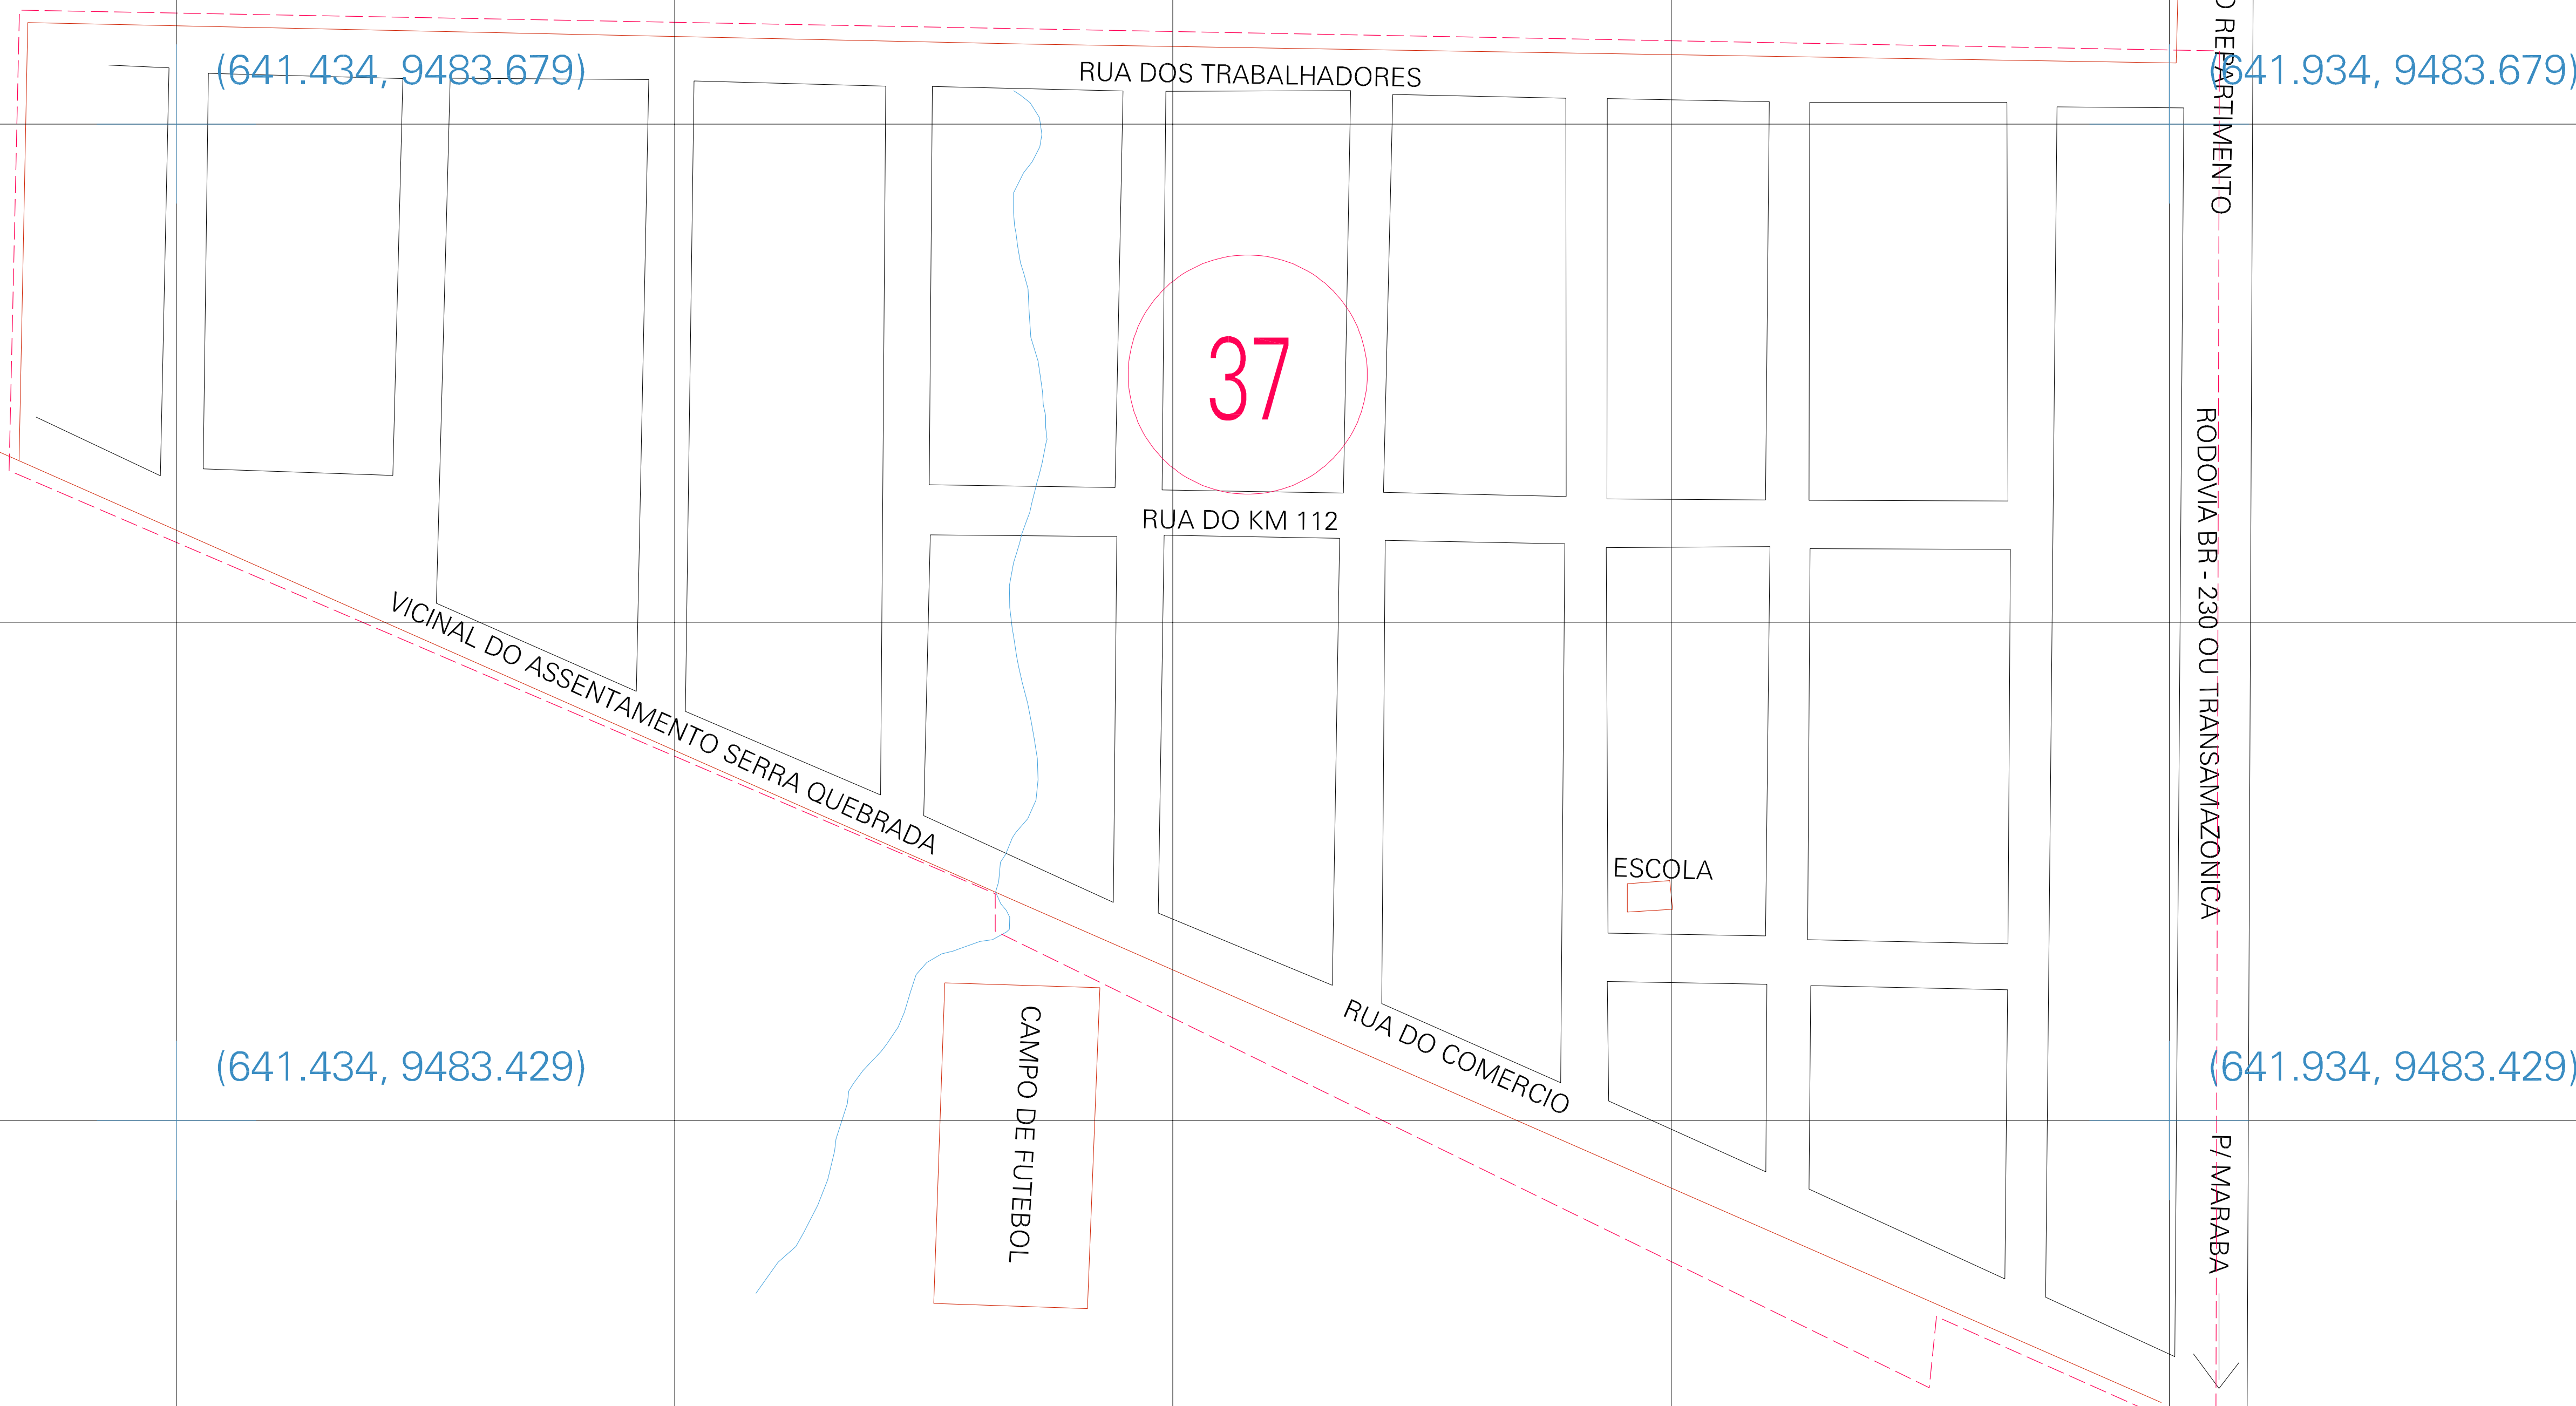 (641.434, 9483.679)
RUA DOS TRABALHADORES
(641.934, 9483.679)
O REPARTIMENTO
37
RUA DO KM 112
RODOVIA BR - 230 OU TRANSAMAZONICA
VICINAL DO ASSENTAMENTO SERRA QUEBRADA
ESCOLA
CAMPO DE FUTEBOL
RUA DO COMERCIO
(641.434, 9483.429)
(641.934, 9483.429)
P/ MARABA